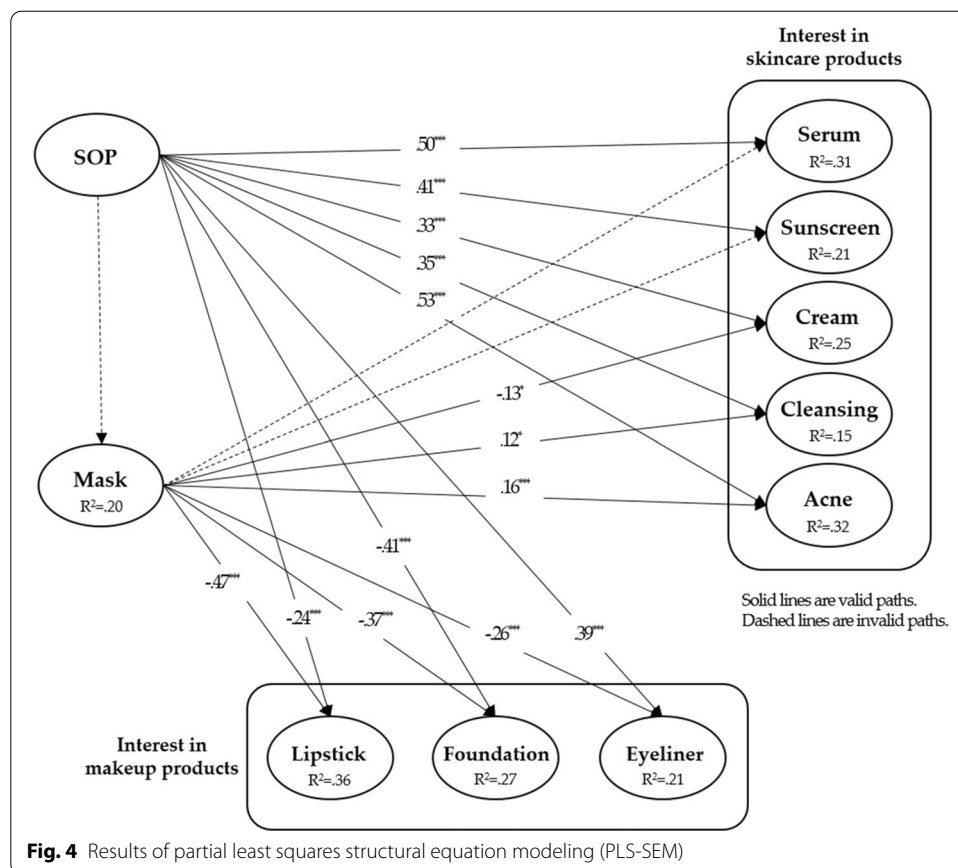 Interest in
skincare products
SOP
Serum
R²=.31
.50***
.41***
Sunscreen
R²=.21
.33***
.35***
.53***
Cream
R²=.25
-.13*
Cleansing
R²=.15
.12*
Mask
R²=.20
.16***
Acne
R²=.32
-.41***
-.47***
-.24***
-.37***
-.26***
.39***
Solid lines are valid paths.
Dashed lines are invalid paths.
Interest in
makeup products
Lipstick
R²=.36
Foundation
R²=.27
Eyeliner
R²=.21
Fig. 4 Results of partial least squares structural equation modeling (PLS-SEM)